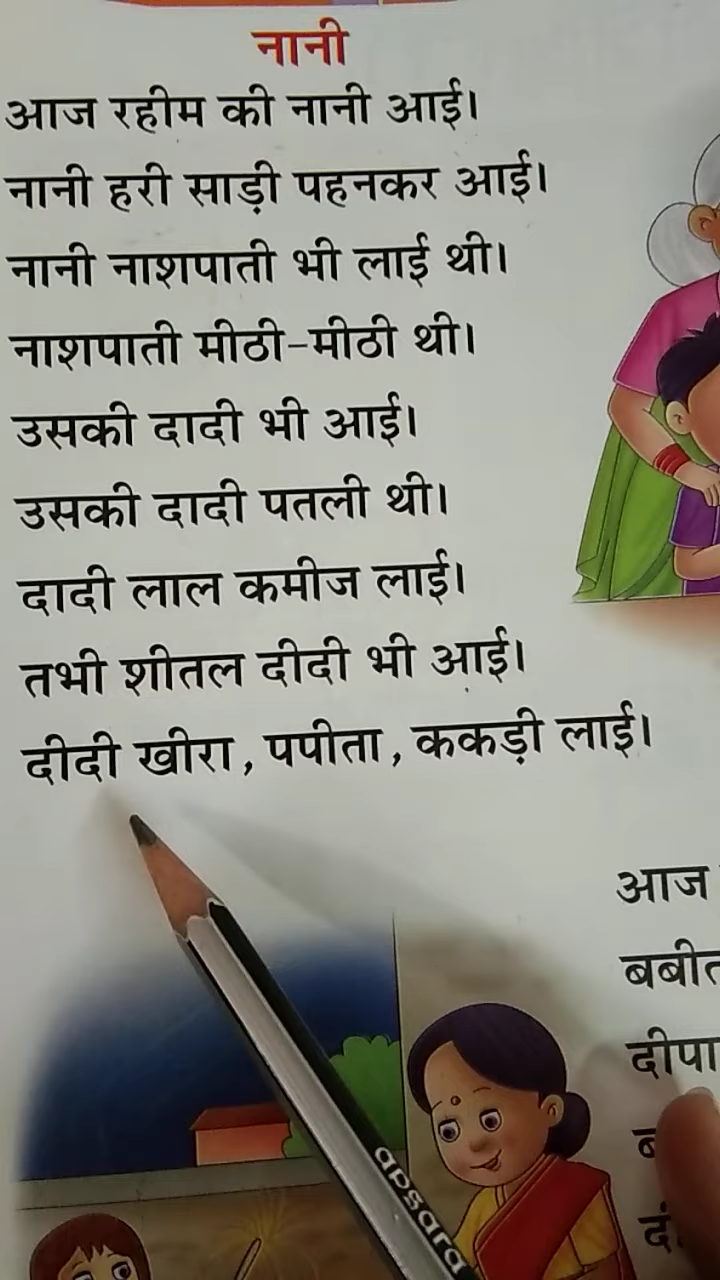 नानी
आज रहीम की नानी आई।
नानी हरी साड़ी पहनकर आई।
नानी नाशपाती भी लाई थी।
नाशपाती मीठी-मीठी थी।
उसकी दादी भी आई।
उसकी दादी पतली थी।
दादी लाल कमीज लाई।
तभी शीतल दीदी भी आई।
दीदी खीरा, पपीता, ककड़ी लाई।
आज
दीपा
apsara